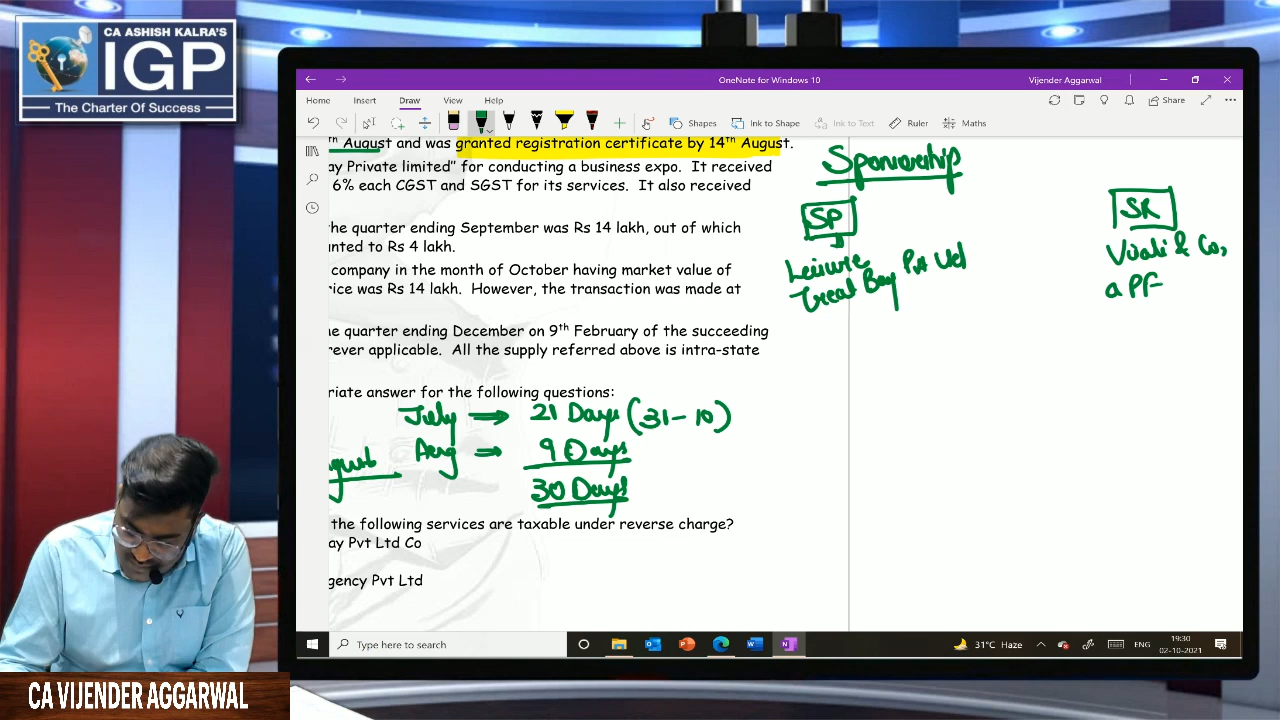 CA ASHISH KALRA'S
IGP
The Charter Of Success
OneNote for Windows 10
Vijender Aggarwal
Home Insert Draw View Help
Share
Shapes
Ink to Shape
Ink to Text
Ruler
Maths
th August and was granted registration certificate by 14th August.
ay Private limited" for conducting a business expo. It received
6% each CGST and SGST for its services. It also received
he quarter ending September was Rs 14 lakh, out of which
unted to Rs 4 lakh.
company in the month of October having market value of
rice was Rs 14 lakh. However, the transaction was made at
he quarter ending December on 9th February of the succeeding
rever applicable. All the supply referred above is intra-state
riate answer for the following questions:
July ⇒ 21 Days (31-10)
Aug ⇒ 9 Days
30 Days
gust
the following services are taxable under reverse charge?
ay Pvt Ltd Co
gency Pvt Ltd
Sponsorship
SP
Leisure
Treat Bay Pvt Ltd
SR
& Co,
a PF
Type here to search
31°C Haze
ENG
19:30
02-10-2021
CA VIJENDER AGGARWAL